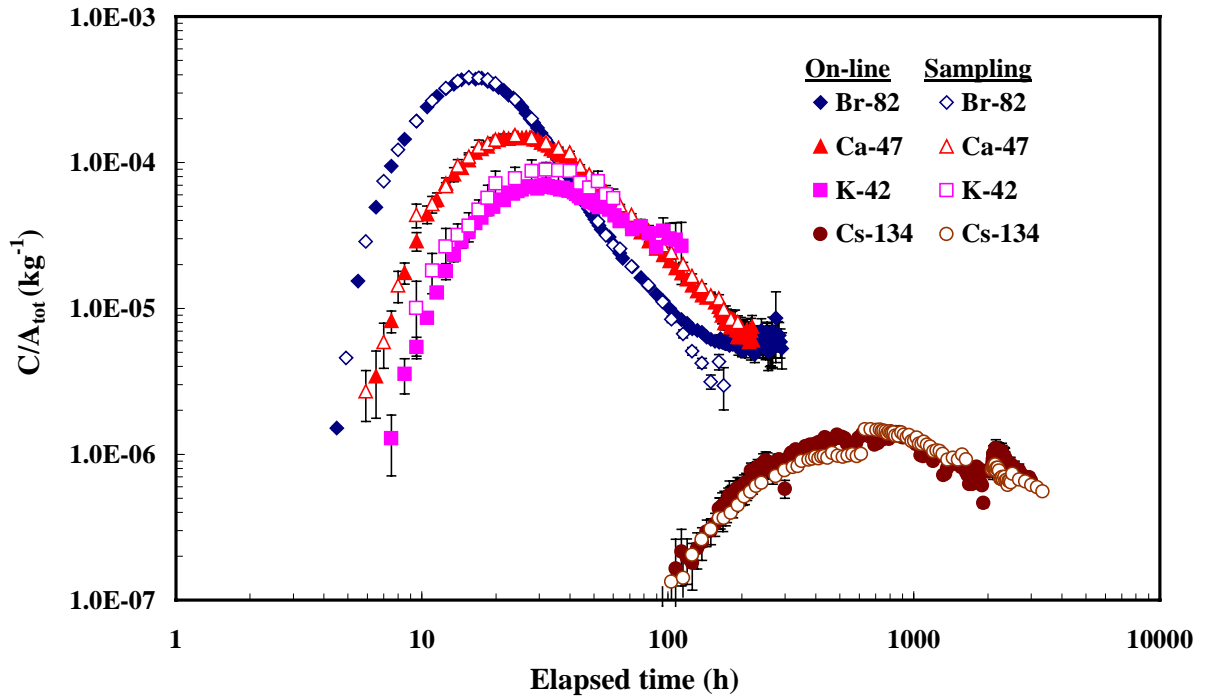 1.0E-03
1.0E-04
1.0E-05
1.0E-06
1.0E-07
C/A_tot (kg^-1)
On-line Sampling
Br-82 Br-82
Ca-47 Ca-47
K-42 K-42
Cs-134 Cs-134
1 10 100 1000 10000
Elapsed time (h)